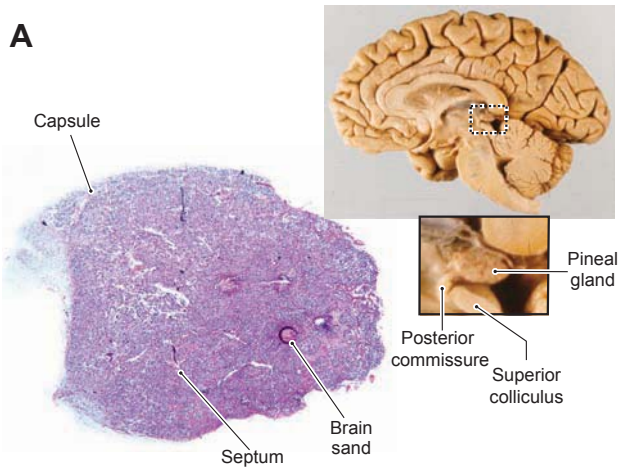 A
Capsule
Pineal
gland
Posterior
commissure
Superior
colliculus
Brain
sand
Septum